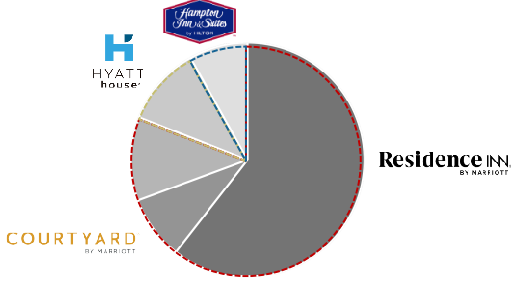 Hampton
Inn & Suites
by HILTON
HYATT
house
Residence INN.
BY MARRIOTT
COURTYARD
BY MARRIOTT